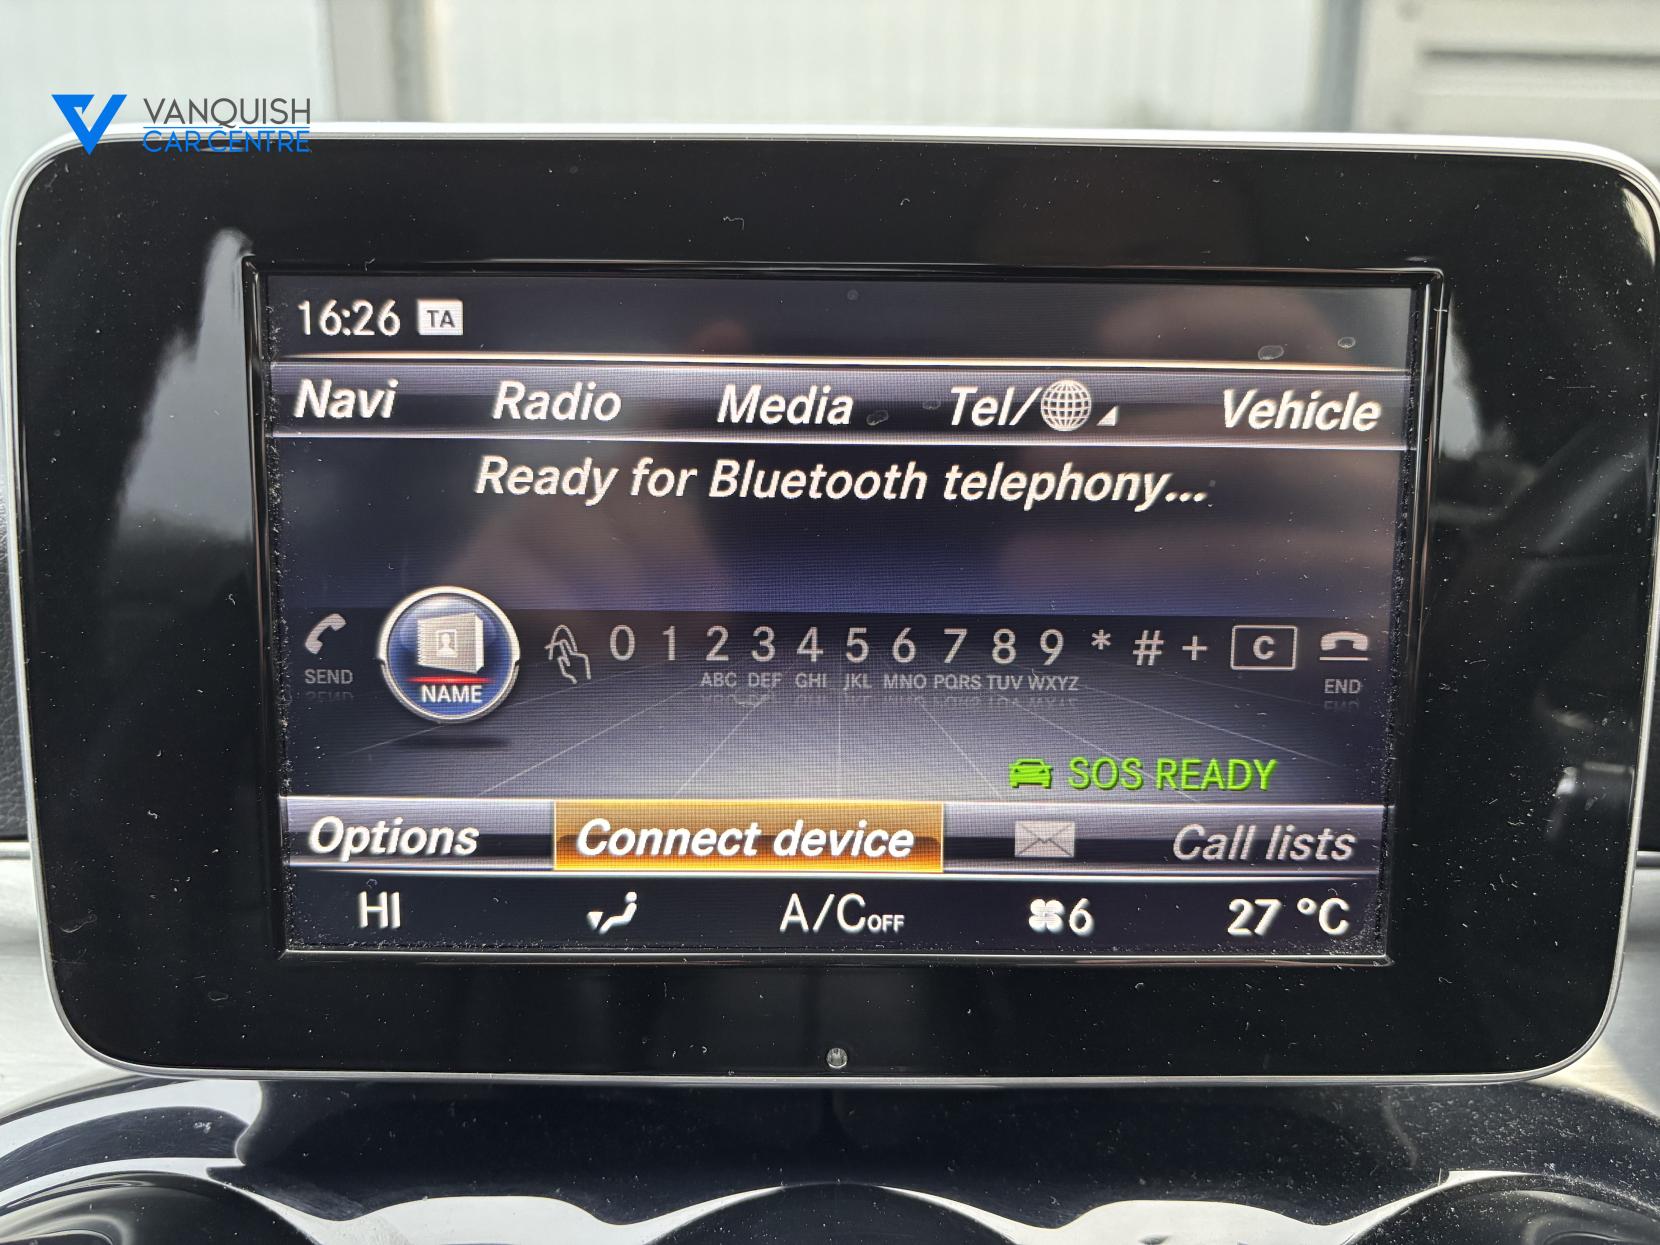 VANQUISH
CAR CENTRE
16:26 TA
Navi Radio Media Tel/ Vehicle
Ready for Bluetooth telephony...
0 1 2 3 4 5 6 7 8 9 * # + C
SEND NAME ABC DEF GHI JKL MNO PQRS TUV WXYZ END
SOS READY
Options Connect device Call lists
HI A/C OFF 6 27 °C